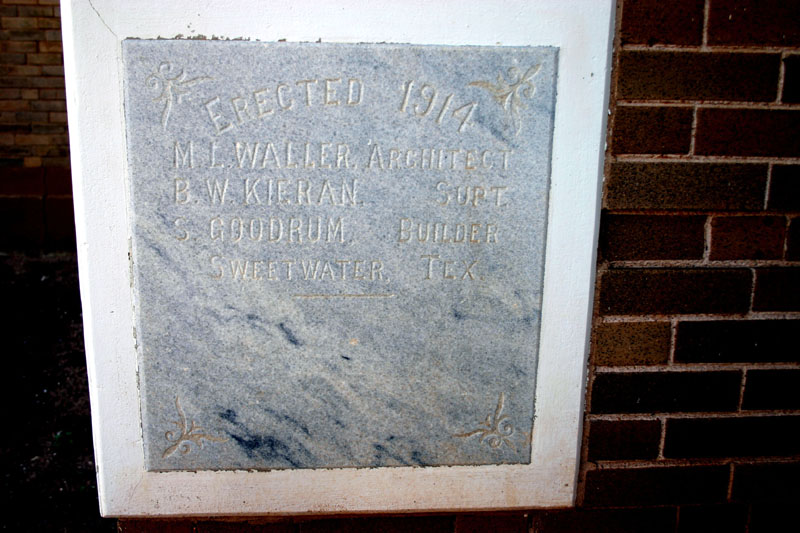 ERECTED 1914
M. L. WALLER, ARCHITECT
B. W. KIERAN, SUPT.
S. GOODRUM, BUILDER
SWEETWATER, TEX.